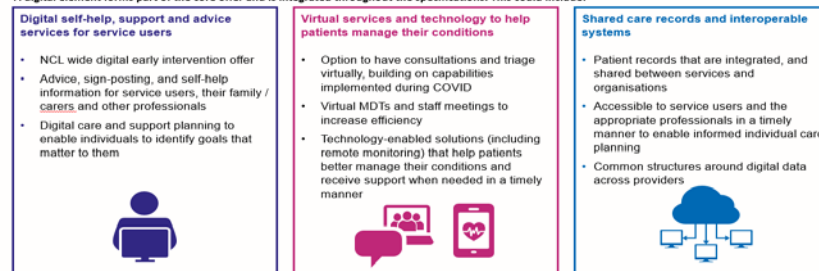 Digital self-help, support and advice
services for service users
• NCL wide digital early intervention offer
• Advice, sign-posting, and self-help
information for service users, their family /
carers and other professionals
• Digital care and support planning to
enable individuals to identify goals that
matter to them
Virtual services and technology to help
patients manage their conditions
• Option to have consultations and triage
virtually, building on capabilities
implemented during COVID
• Virtual MDTs and staff meetings to
increase efficiency
• Technology-enabled solutions (including
remote monitoring) that help patients
better manage their conditions and
receive support when needed in a timely
manner
Shared care records and interoperable
systems
• Patient records that are integrated, and
shared between services and
organisations
• Accessible to service users and the
appropriate professionals in a timely
manner to enable informed individual care
planning
• Common structures around digital data
across providers